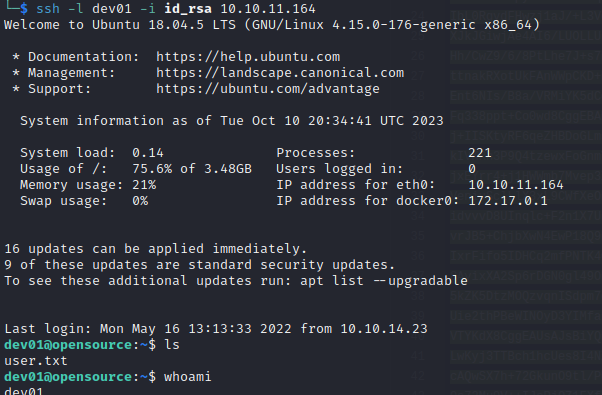 └─$ ssh -l dev01 -i id_rsa 10.10.11.164
Welcome to Ubuntu 18.04.5 LTS (GNU/Linux 4.15.0-176-generic x86_64)
* Documentation:  https://help.ubuntu.com
* Management:     https://landscape.canonical.com
* Support:        https://ubuntu.com/advantage
System information as of Tue Oct 10 20:34:41 UTC 2023
System load:  0.14              Processes:              221
Usage of /:   75.6% of 3.48GB   Users logged in:        0
Memory usage: 21%               IP address for eth0:    10.10.11.164
Swap usage:   0%                IP address for docker0: 172.17.0.1
16 updates can be applied immediately.
9 of these updates are standard security updates.
To see these additional updates run: apt list --upgradable
Last login: Mon May 16 13:13:33 2022 from 10.10.14.23
dev01@opensource:~$ ls
user.txt
dev01@opensource:~$ whoami
dev01